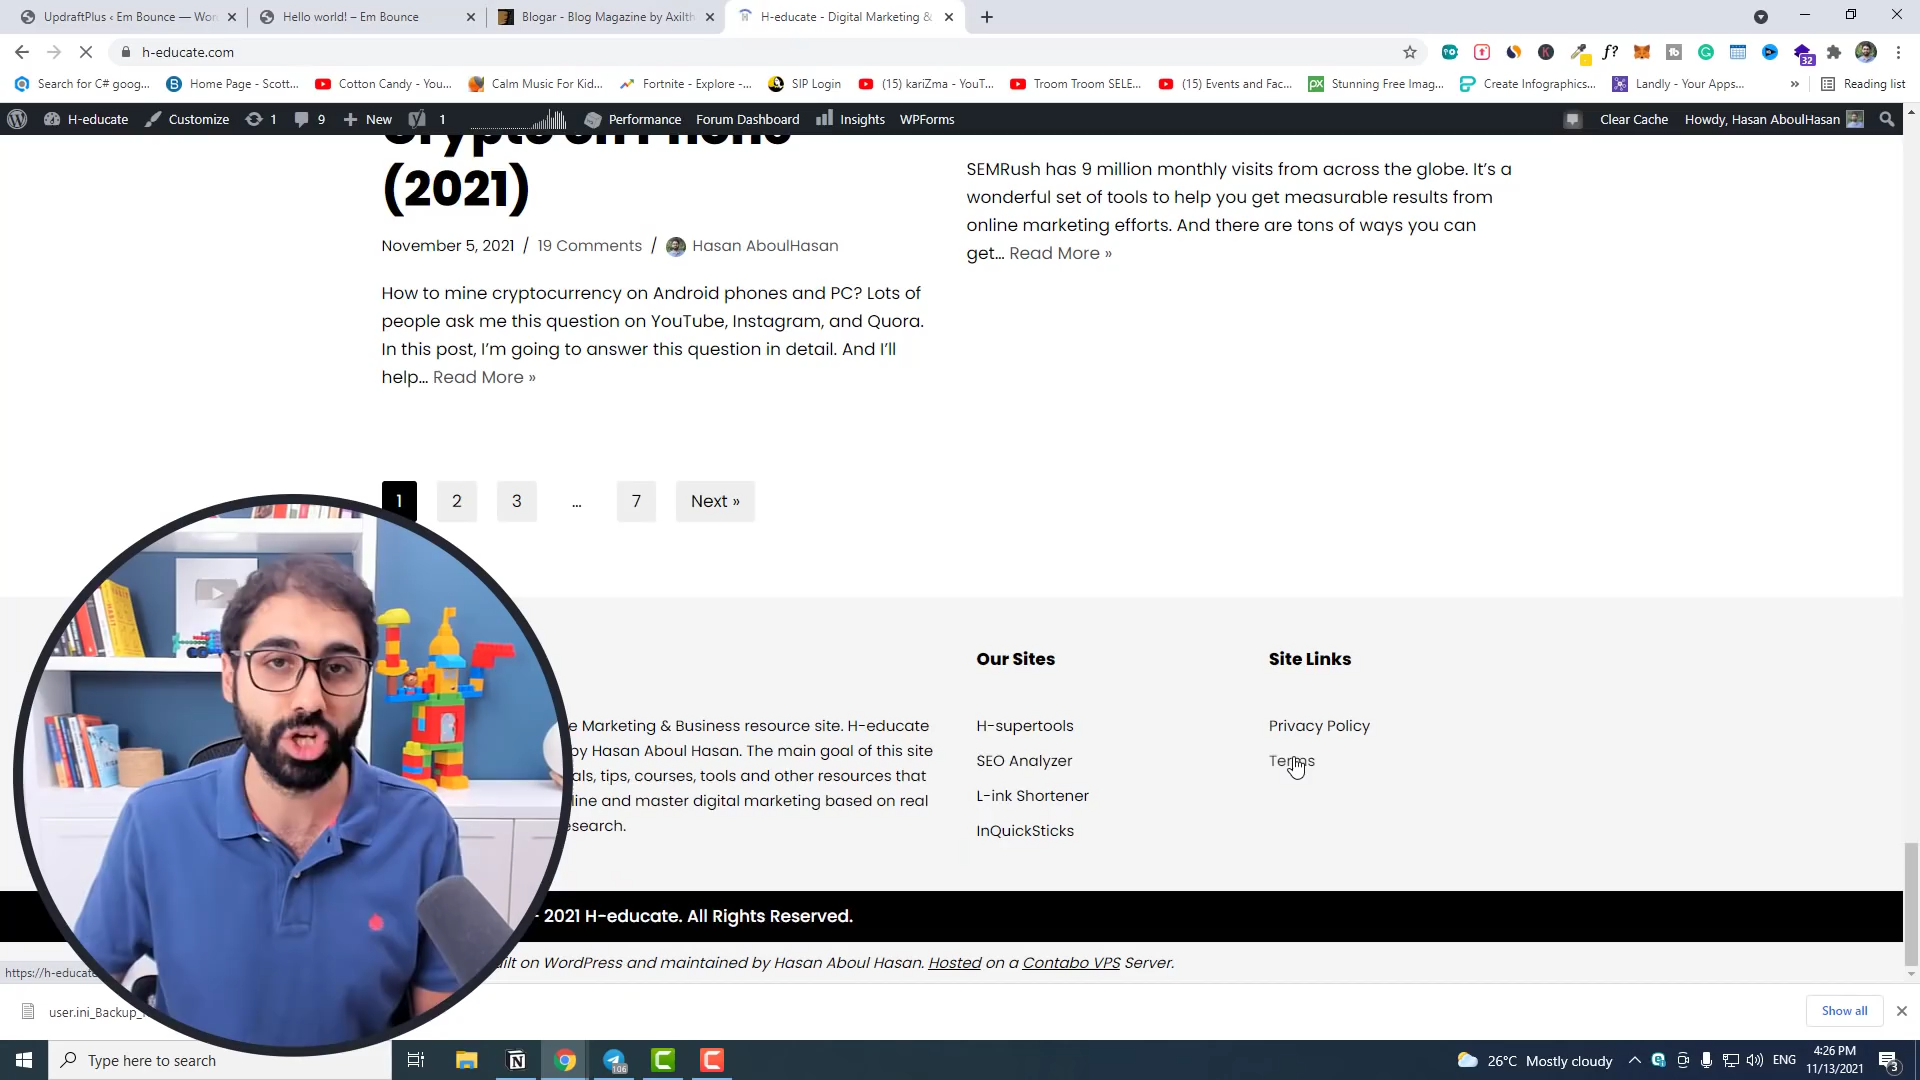 UpdraftPlus ‹ Em Bounce — Wor
Hello world! – Em Bounce
Blogar - Blog Magazine by Axilth
H-educate - Digital Marketing &
h-educate.com
32
Search for C# goog...
Home Page - Scott...
Cotton Candy - You...
Calm Music For Kid...
Fortnite - Explore -...
SIP Login
(15) kariZma - YouT...
Troom Troom SELE...
(15) Events and Fac...
Stunning Free Imag...
Create Infographics...
Landly - Your Apps...
»
Reading list
H-educate
Customize
1
9
New
1
Performance
Forum Dashboard
Insights
WPForms
Clear Cache
Howdy, Hasan AboulHasan
Crypto on Phone
(2021)
November 5, 2021 / 19 Comments / Hasan AboulHasan
How to mine cryptocurrency on Android phones and PC? Lots of
people ask me this question on YouTube, Instagram, and Quora.
In this post, I’m going to answer this question in detail. And I’ll
help… Read More »
SEMRush has 9 million monthly visits from across the globe. It’s a
wonderful set of tools to help you get measurable results from
online marketing efforts. And there are tons of ways you can
get… Read More »
1 2 3 … 7 Next »
Marketing & Business resource site. H-educate
by Hasan Aboul Hasan. The main goal of this site
tips, courses, tools and other resources that
and master digital marketing based on real
Our Sites
H-supertools
SEO Analyzer
L-ink Shortener
InQuickSticks
Site Links
Privacy Policy
Terms
- 2021 H-educate. All Rights Reserved.
on WordPress and maintained by Hasan Aboul Hasan. Hosted on a Contabo VPS Server.
https://h-educate
user.ini_Backup_
Show all
Type here to search
106
26°C Mostly cloudy
ENG
4:26 PM
11/13/2021
3